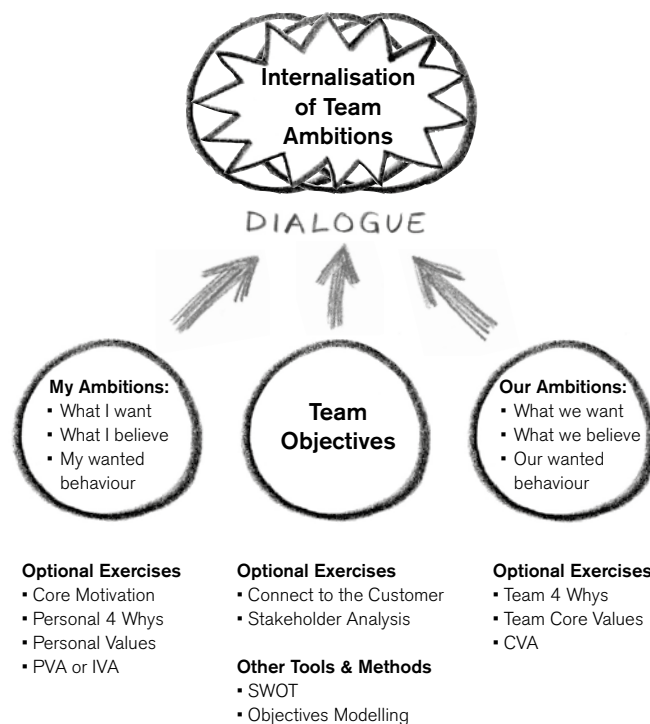 Internalisation
of Team
Ambitions
DIALOGUE
My Ambitions:
▪ What I want
▪ What I believe
▪ My wanted
behaviour
Team
Objectives
Our Ambitions:
▪ What we want
▪ What we believe
▪ Our wanted
behaviour
Optional Exercises
▪ Core Motivation
▪ Personal 4 Whys
▪ Personal Values
▪ PVA or IVA
Optional Exercises
▪ Connect to the Customer
▪ Stakeholder Analysis
Other Tools & Methods
▪ SWOT
▪ Objectives Modelling
Optional Exercises
▪ Team 4 Whys
▪ Team Core Values
▪ CVA